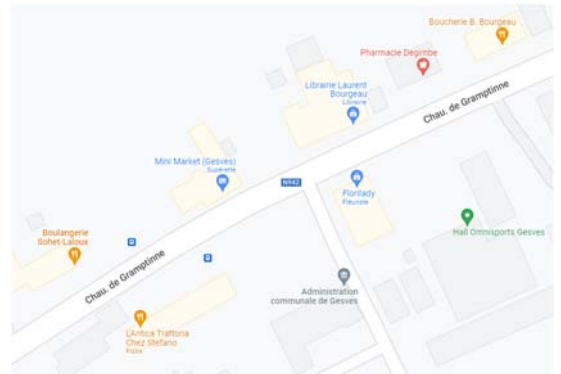 Boucherie B. Bourgeau
Pharmacie Degimbe
Librairie Laurent
Bourgeau
Librairie
Chau. de Gramptinne
Mini Market (Gesves)
Supérette
N942
Florilady
Fleuriste
Hall Omnisports Gesves
Boulangerie
Sohet-Laloux
Chau. de Gramptinne
Administration
communale de Gesves
L'Antica Trattoria
Chez Stefano
Pizza